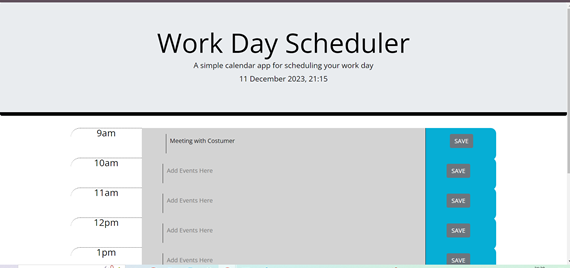 Work Day Scheduler
A simple calendar app for scheduling your work day
11 December 2023, 21:15
9am Meeting with Costumer SAVE
10am Add Events Here SAVE
11am Add Events Here SAVE
12pm Add Events Here SAVE
1pm Add Events Here SAVE